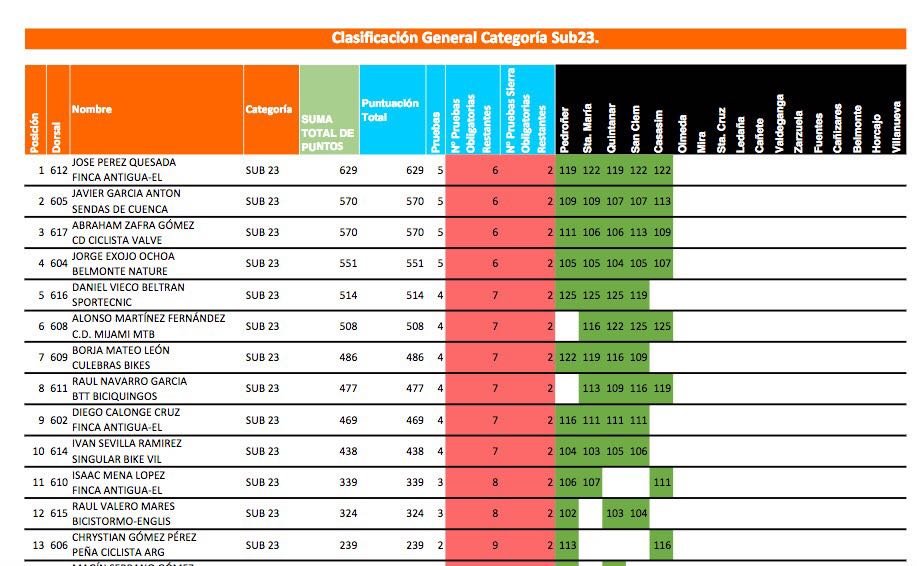 Clasificación General Categoría Sub23.
Posición
Dorsal
Nombre
Categoría
SUMA
TOTAL DE
PUNTOS
Puntuación
Total
Pruebas
Nº Pruebas
Obligatorias
Restantes
Nº Pruebas Sierra
Obligatorias
Restantes
Pedroñer
Sta. María
Quintanar
San Clem
Casasim
Olmeda
Mira
Sta. Cruz
Ledaña
Cañete
Valdeganga
Zarzuela
Fuentes
Cañizares
Belmonte
Horcajo
Villanueva
1 612 JOSE PEREZ QUESADA
FINCA ANTIGUA-EL SUB 23 629 629 5 6 2 119 122 119 122 122
2 605 JAVIER GARCIA ANTON
SENDAS DE CUENCA SUB 23 570 570 5 6 2 109 109 107 107 113
3 617 ABRAHAM ZAFRA GÓMEZ
CD CICLISTA VALVE SUB 23 570 570 5 6 2 111 106 106 113 109
4 604 JORGE EXOJO OCHOA
BELMONTE NATURE SUB 23 551 551 5 6 2 105 105 104 105 107
5 616 DANIEL VIECO BELTRAN
SPORTECNIC SUB 23 514 514 4 7 2 125 125 125 119
6 608 ALONSO MARTÍNEZ FERNÁNDEZ
C.D. MIJAMI MTB SUB 23 508 508 4 7 2 116 122 125 125
7 609 BORJA MATEO LEÓN
CULEBRAS BIKES SUB 23 486 486 4 7 2 122 119 116 109
8 611 RAUL NAVARRO GARCIA
BTT BICIQUINGOS SUB 23 477 477 4 7 2 113 109 116 119
9 602 DIEGO CALONGE CRUZ
FINCA ANTIGUA-EL SUB 23 469 469 4 7 2 116 111 111 111
10 614 IVAN SEVILLA RAMIREZ
SINGULAR BIKE VIL SUB 23 438 438 4 7 2 104 103 105 106
11 610 ISAAC MENA LOPEZ
FINCA ANTIGUA-EL SUB 23 339 339 3 8 2 106 107 111
12 615 RAUL VALERO MARES
BICISTORMO-ENGLIS SUB 23 324 324 3 8 2 102 103 104
13 606 CHRYSTIAN GÓMEZ PÉREZ
PEÑA CICLISTA ARG SUB 23 239 239 2 9 2 113 116